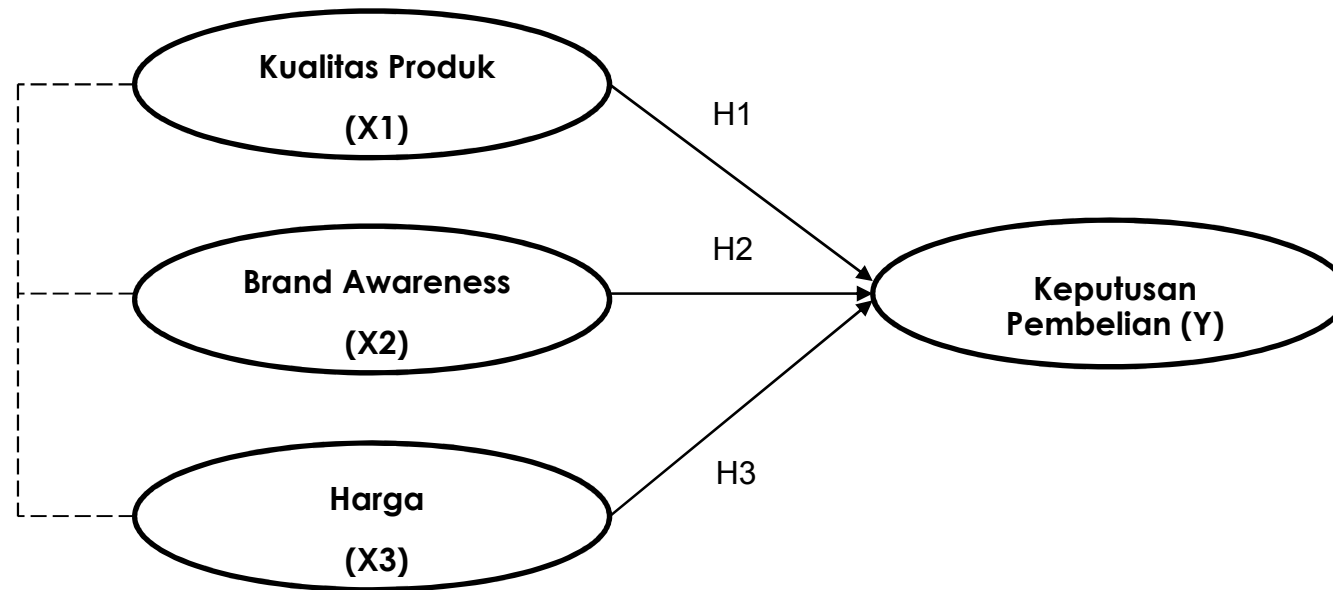 Kualitas Produk
(X1)
H1
Brand Awareness
(X2)
H2
Keputusan
Pembelian (Y)
Harga
(X3)
H3